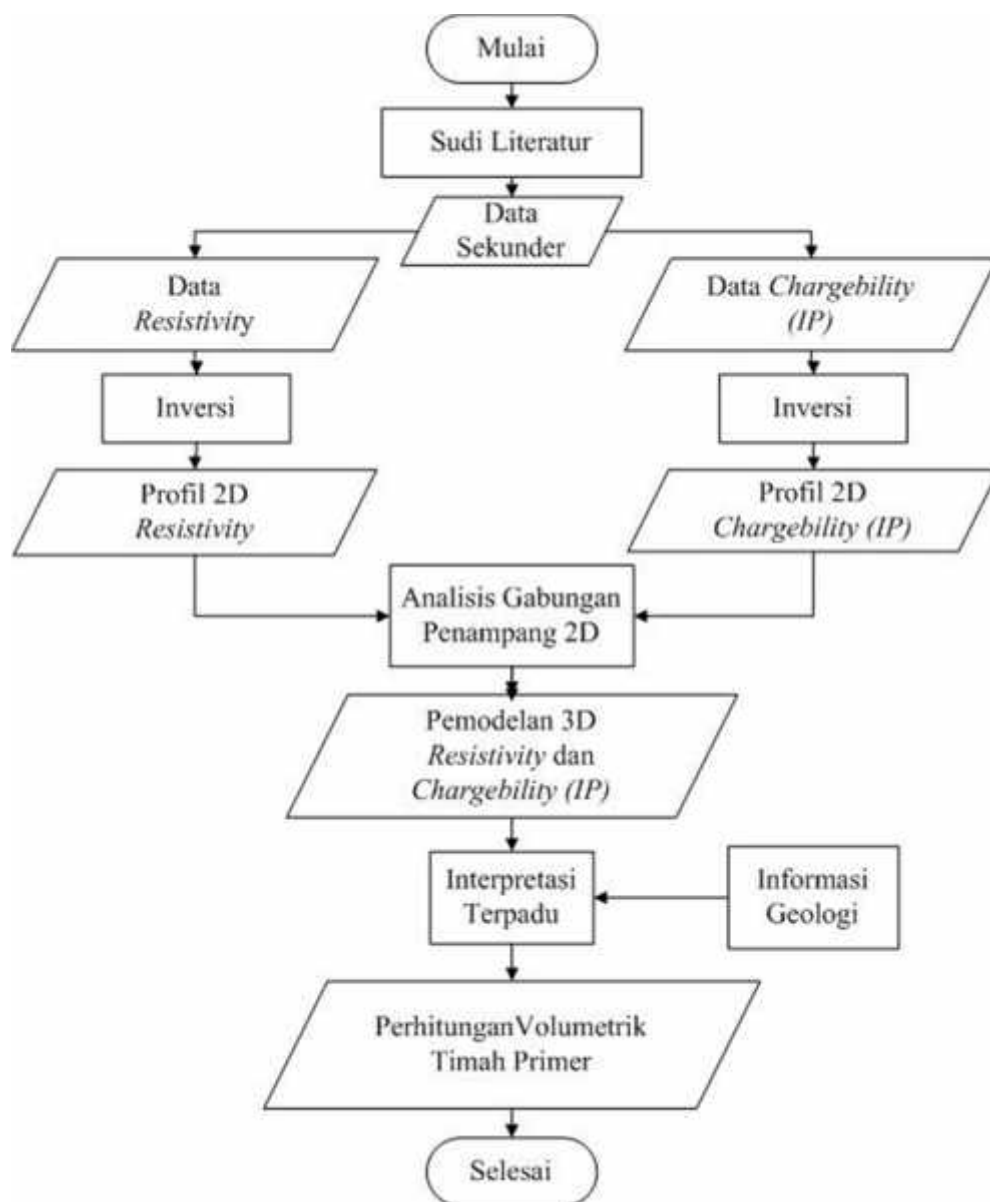 Mulai
Sudi Literatur
Data
Sekunder
Data
Resistivity
Data Chargebility
(IP)
Inversi
Inversi
Profil 2D
Resistivity
Profil 2D
Chargebility (IP)
Analisis Gabungan
Penampang 2D
Pemodelan 3D
Resistivity dan
Chargebility (IP)
Interpretasi
Terpadu
Informasi
Geologi
PerhitunganVolumetrik
Timah Primer
Selesai